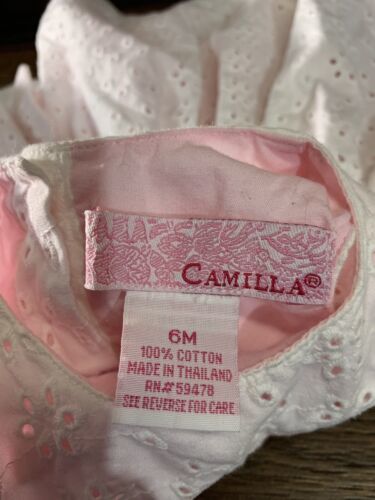 CAMILLA®
6M
100% COTTON
MADE IN THAILAND
RN#59478
SEE REVERSE FOR CARE